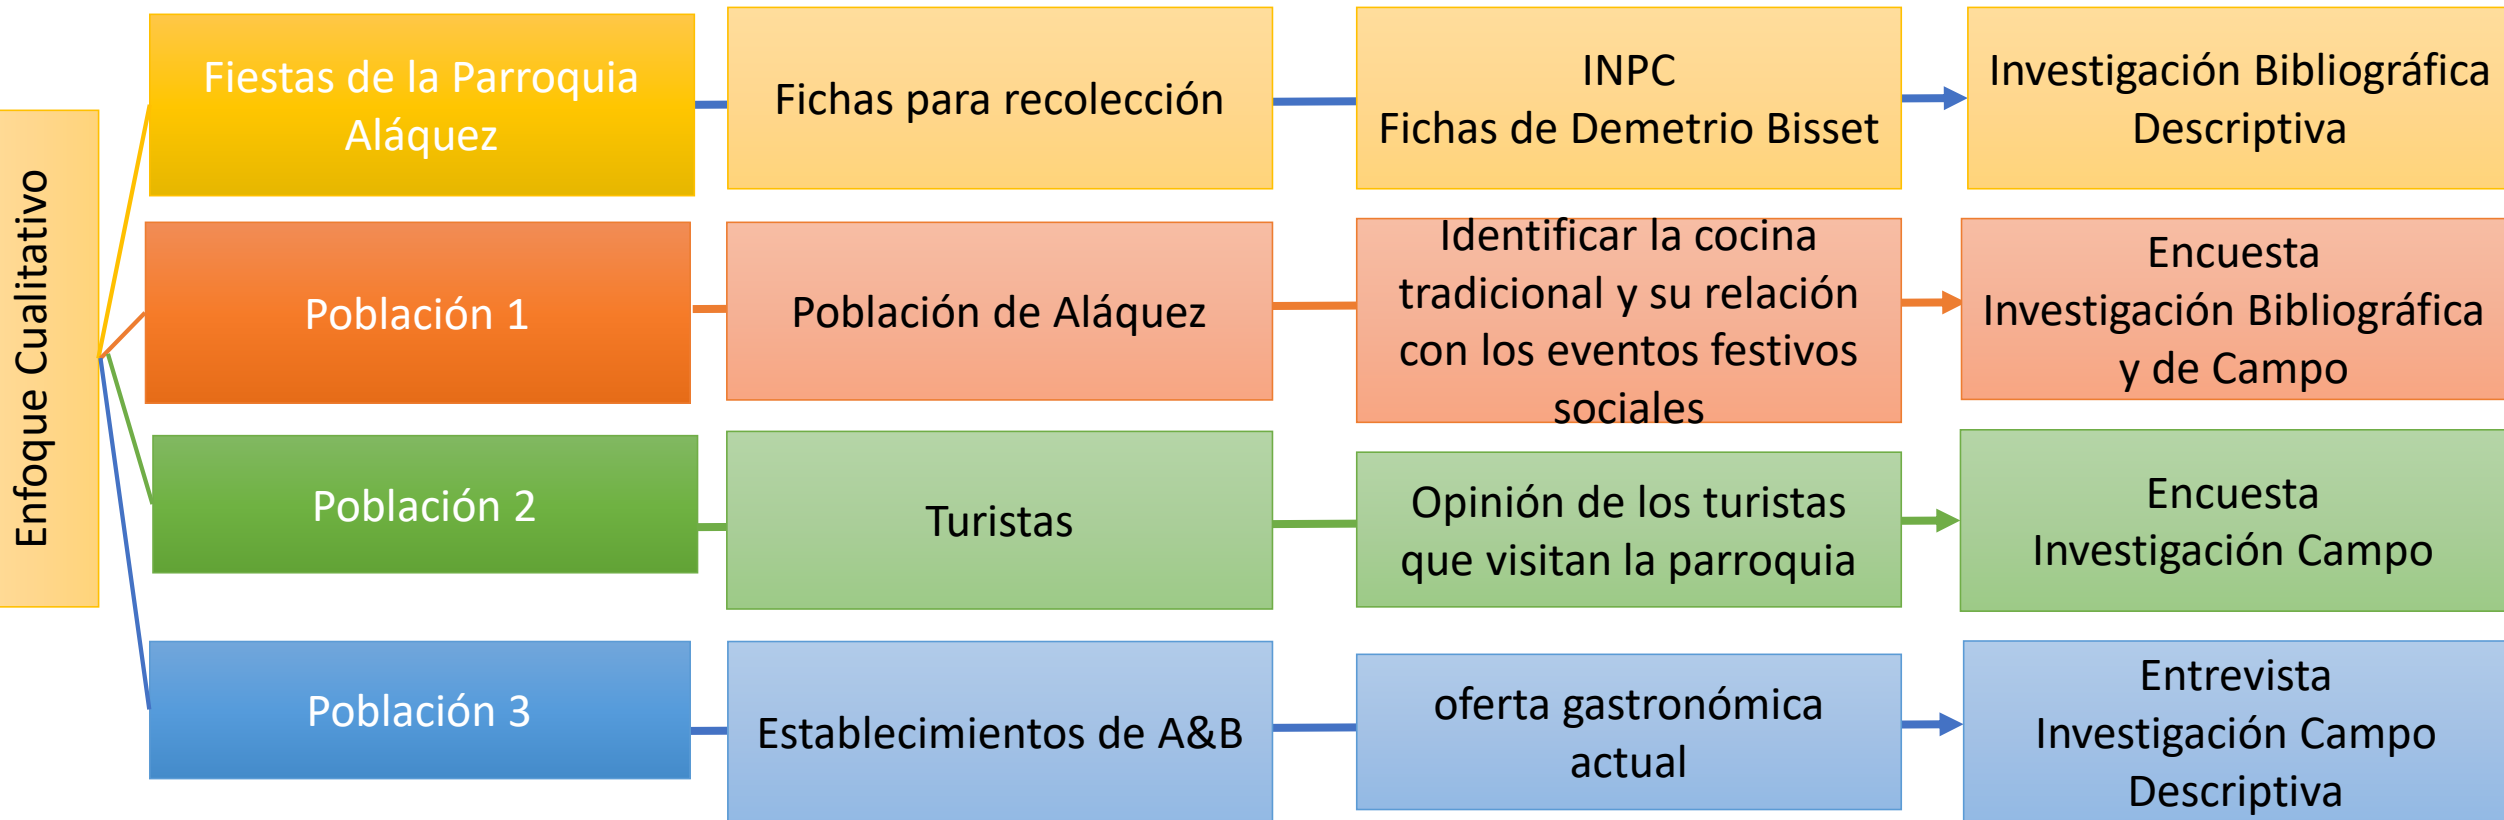 Enfoque Cualitativo
Fiestas de la Parroquia
Aláquez
Fichas para recolección
INPC
Fichas de Demetrio Bisset
Investigación Bibliográfica
Descriptiva
Población 1
Población de Aláquez
Identificar la cocina
tradicional y su relación
con los eventos festivos
sociales
Encuesta
Investigación Bibliográfica
y de Campo
Población 2
Turistas
Opinión de los turistas
que visitan la parroquia
Encuesta
Investigación Campo
Población 3
Establecimientos de A&B
oferta gastronómica
actual
Entrevista
Investigación Campo
Descriptiva